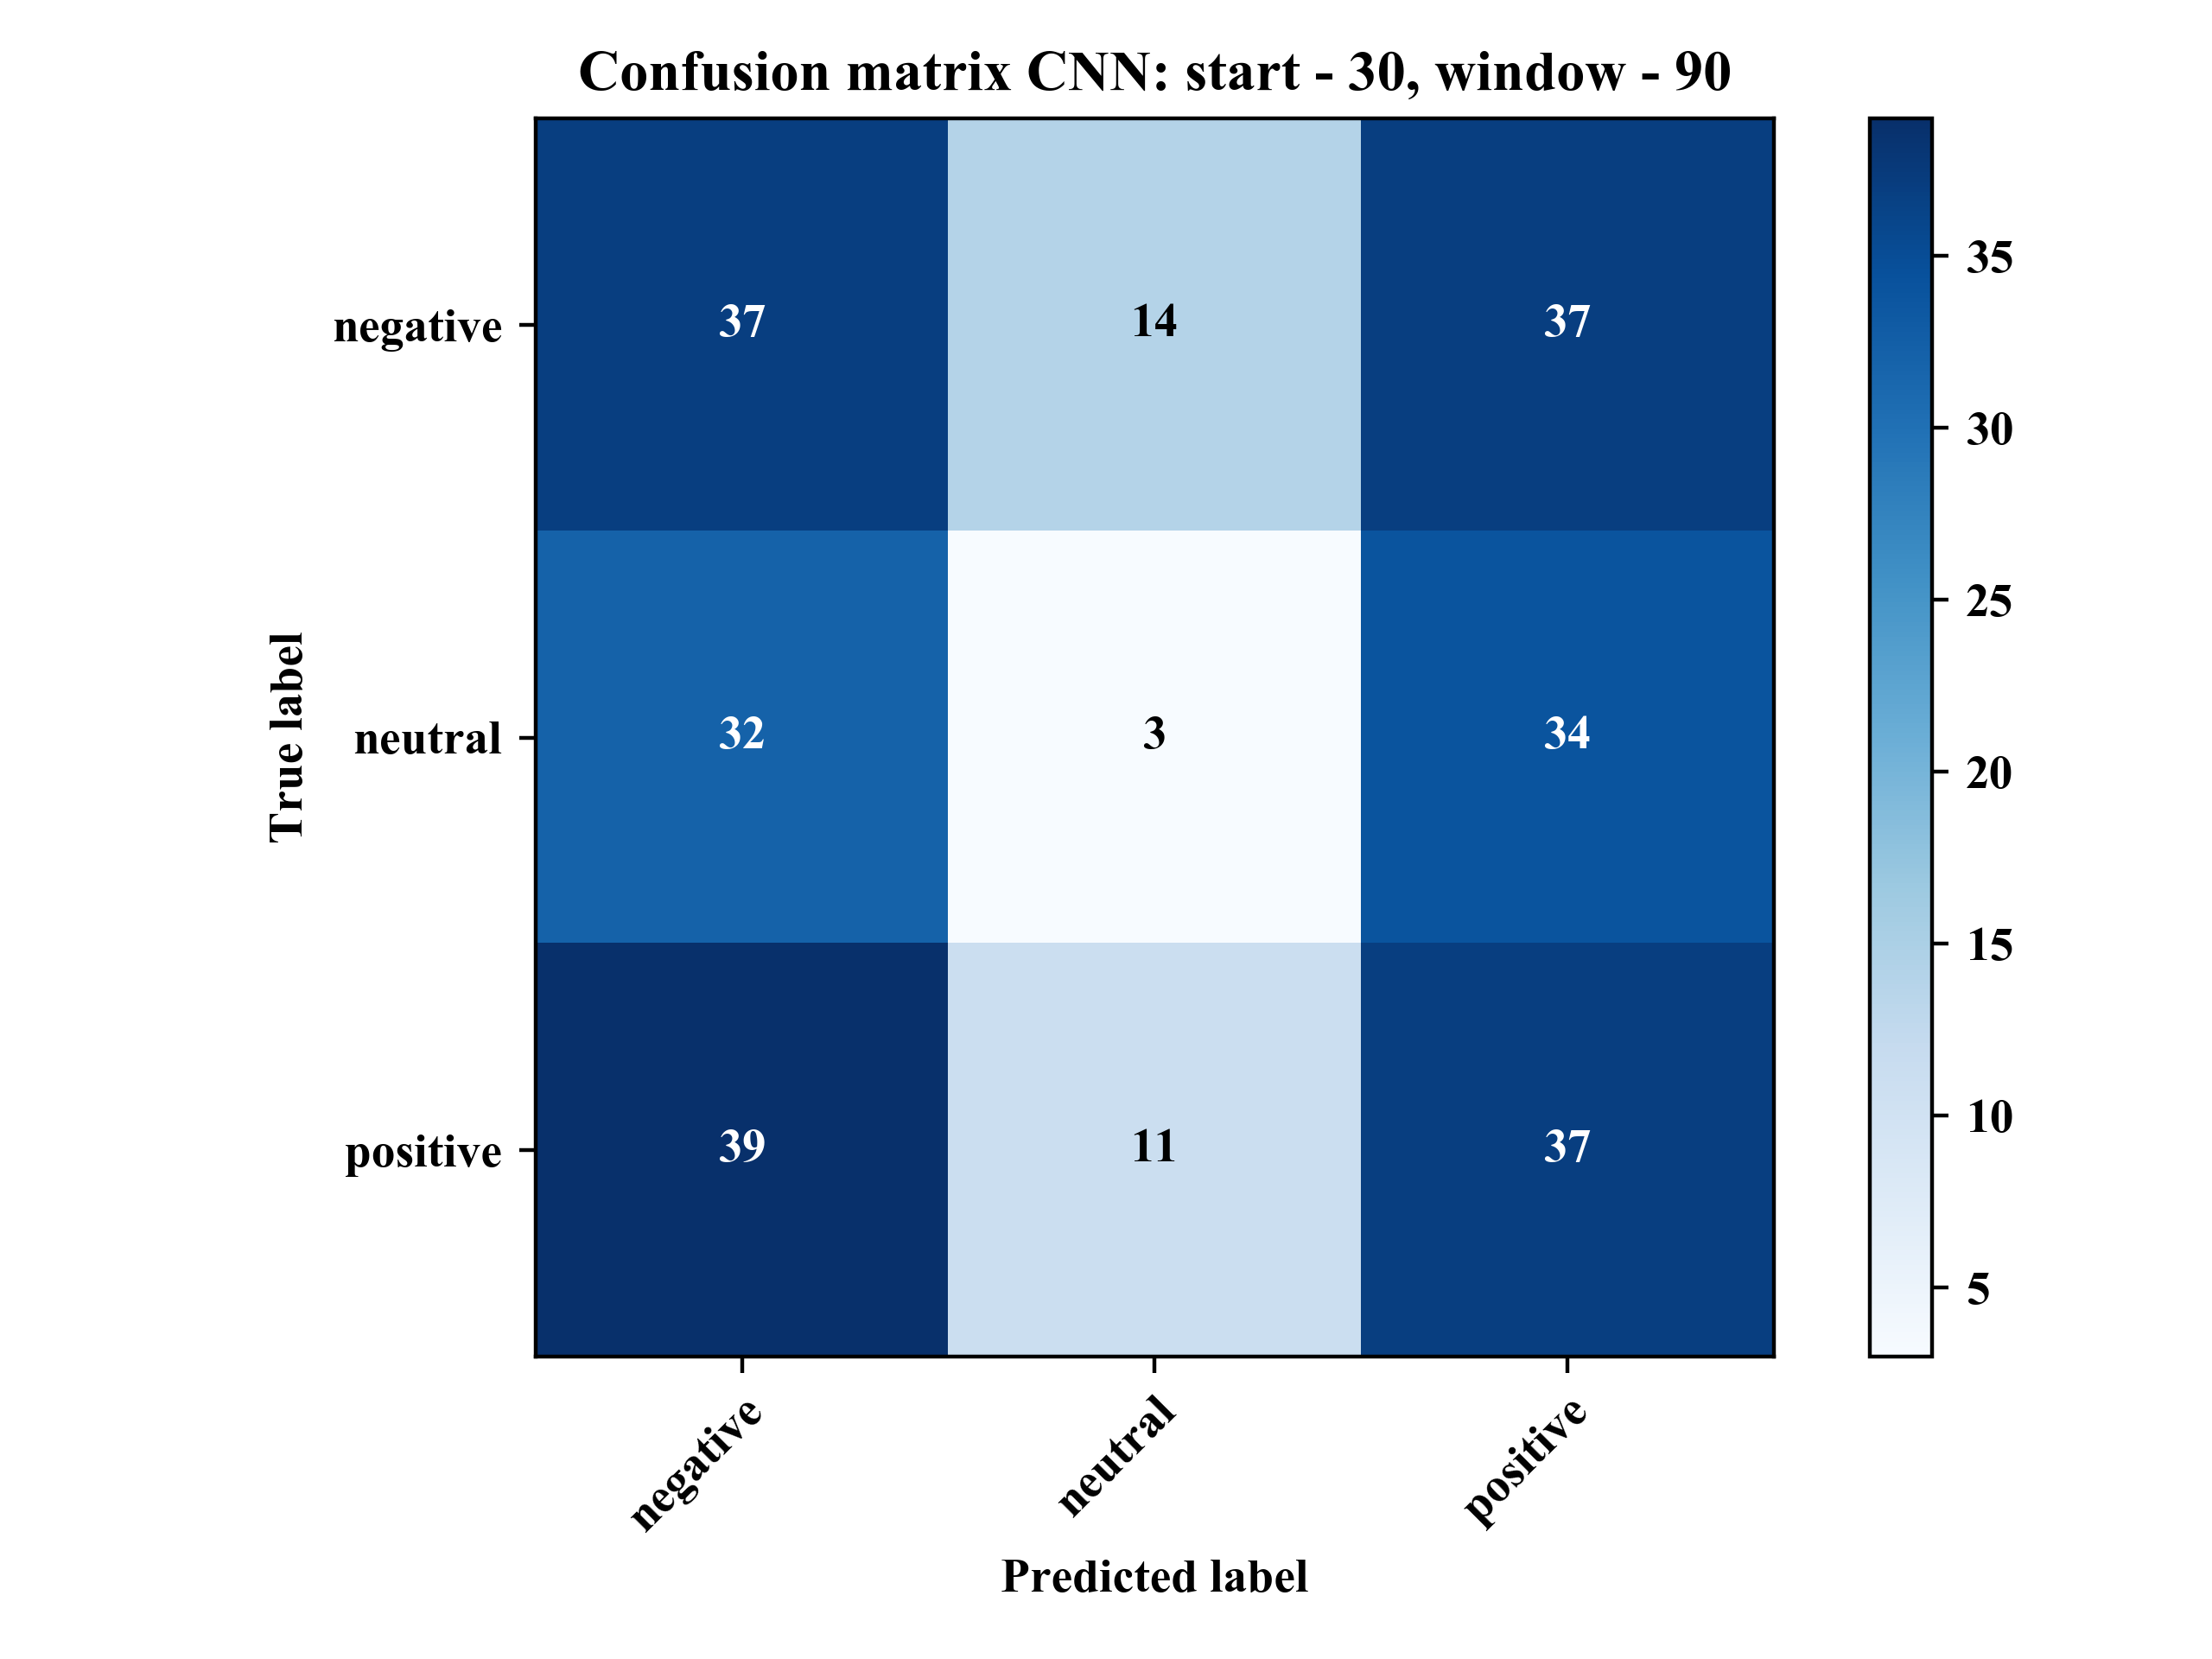 Confusion matrix CNN: start - 30, window - 90
True label
negative
37 14 37
neutral
32 3 34
positive
39 11 37
negative neutral positive
Predicted label
35
30
25
20
15
10
5